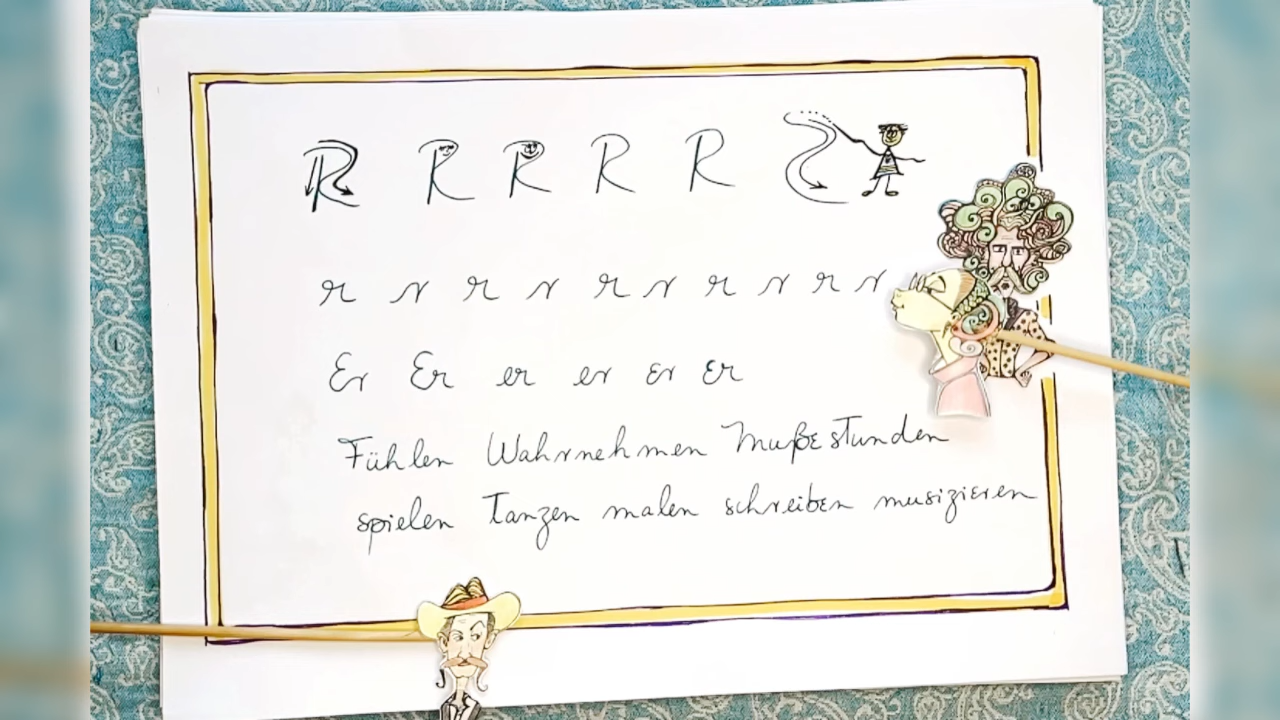 R R R R R
r r r r r r r r r r
Er Er er er er Er
Fühlen Wahrnehmen Mußestunden
spielen Tanzen malen schreiben musizieren